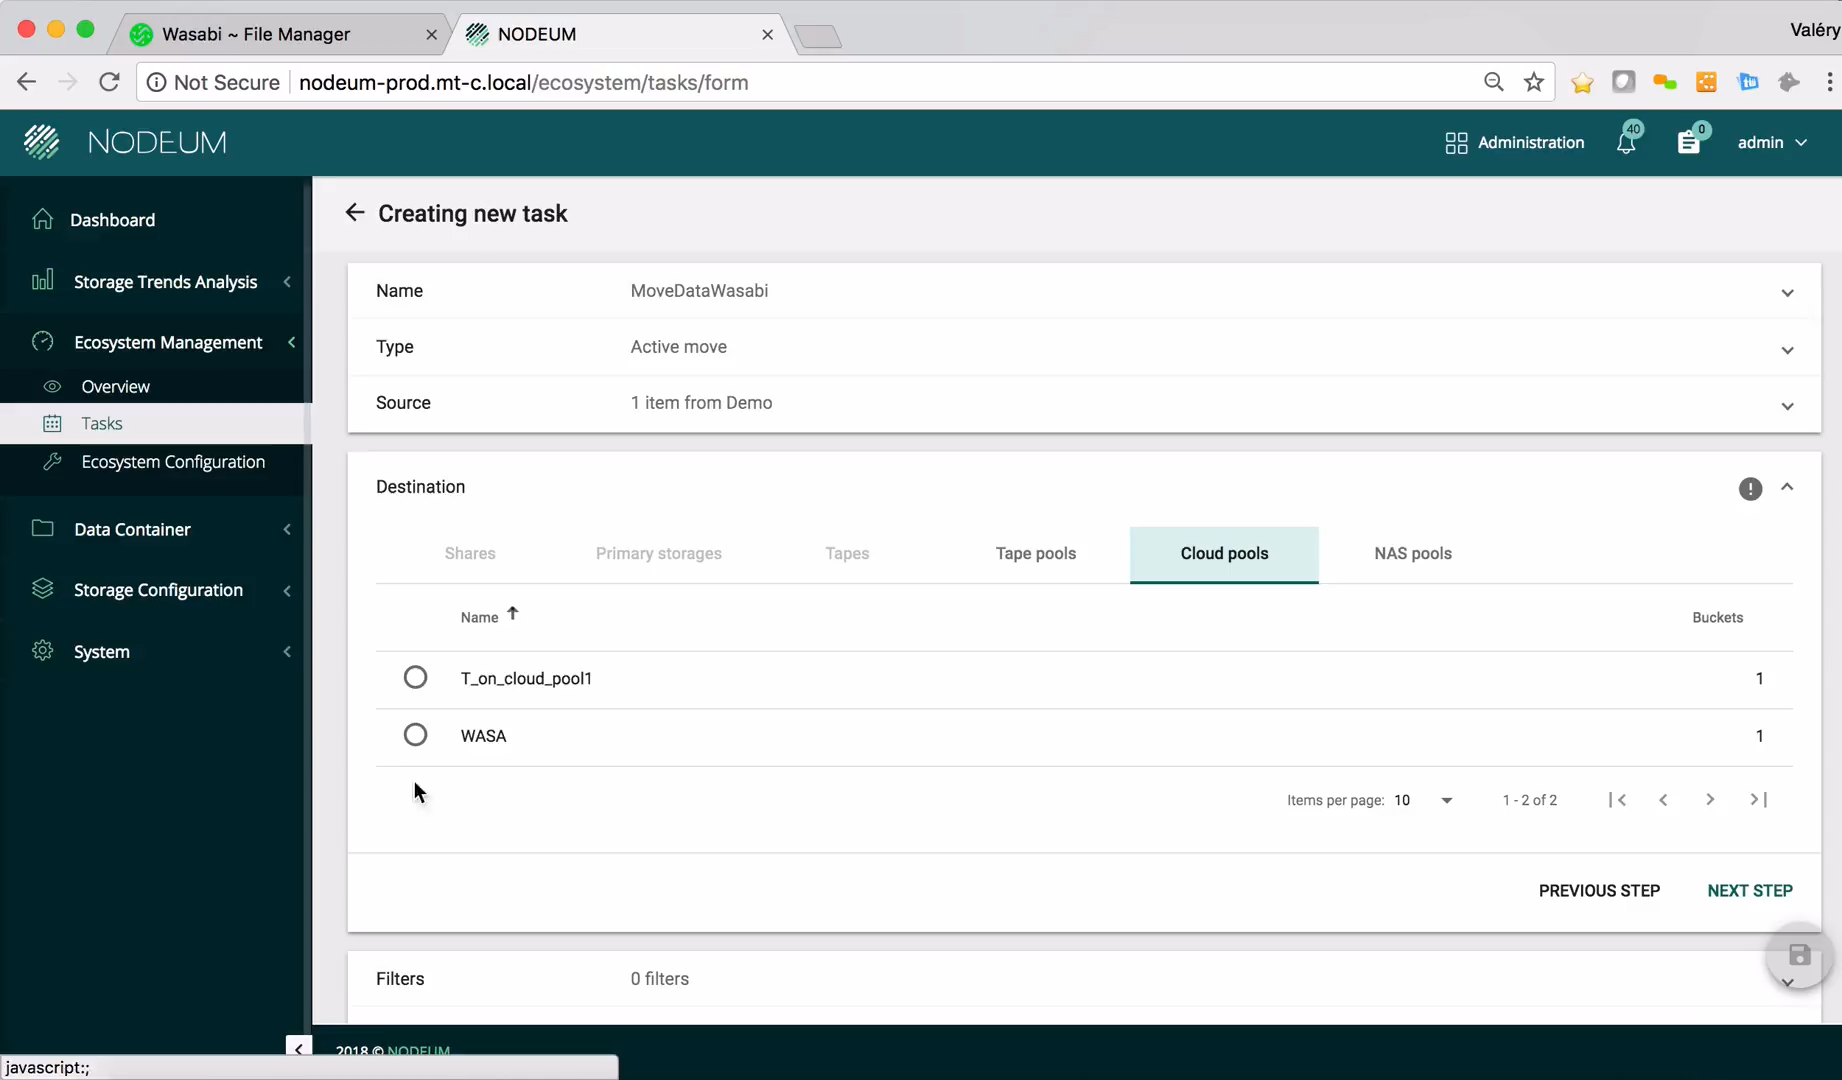 Wasabi ~ File Manager
NODEUM
Valéry
Not Secure
nodeum-prod.mt-c.local/ecosystem/tasks/form
NODEUM
Administration
40
0
admin
Dashboard
Storage Trends Analysis
Ecosystem Management
Overview
Tasks
Ecosystem Configuration
Data Container
Storage Configuration
System
Creating new task
Name MoveDataWasabi
Type Active move
Source 1 item from Demo
Destination
Shares Primary storages Tapes Tape pools Cloud pools NAS pools
Name Buckets
T_on_cloud_pool1 1
WASA 1
Items per page: 10 1 - 2 of 2
PREVIOUS STEP NEXT STEP
Filters 0 filters
2018 © NODEUM
javascript:;